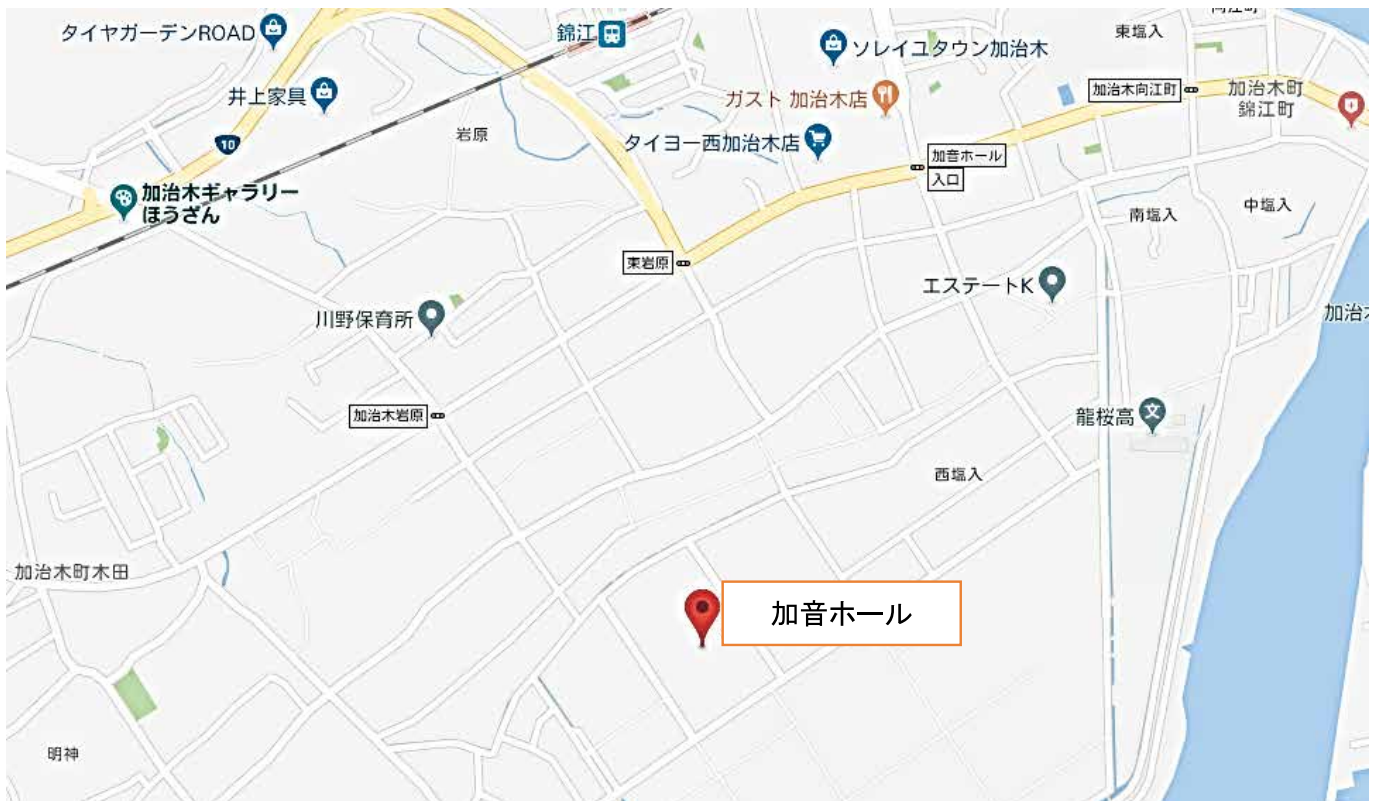 タイヤガーデンROAD
錦江
ソレイユタウン加治木
東塩入
井上家具
ガスト 加治木店
加治木向江町
加治木町
錦江町
10
岩原
タイヨー西加治木店
加音ホール
入口
加治木ギャラリー
ほうざん
南塩入
中塩入
東岩原
エステートK
川野保育所
加治木岩原
龍桜高
文
西塩入
加治木町木田
加音ホール
明神